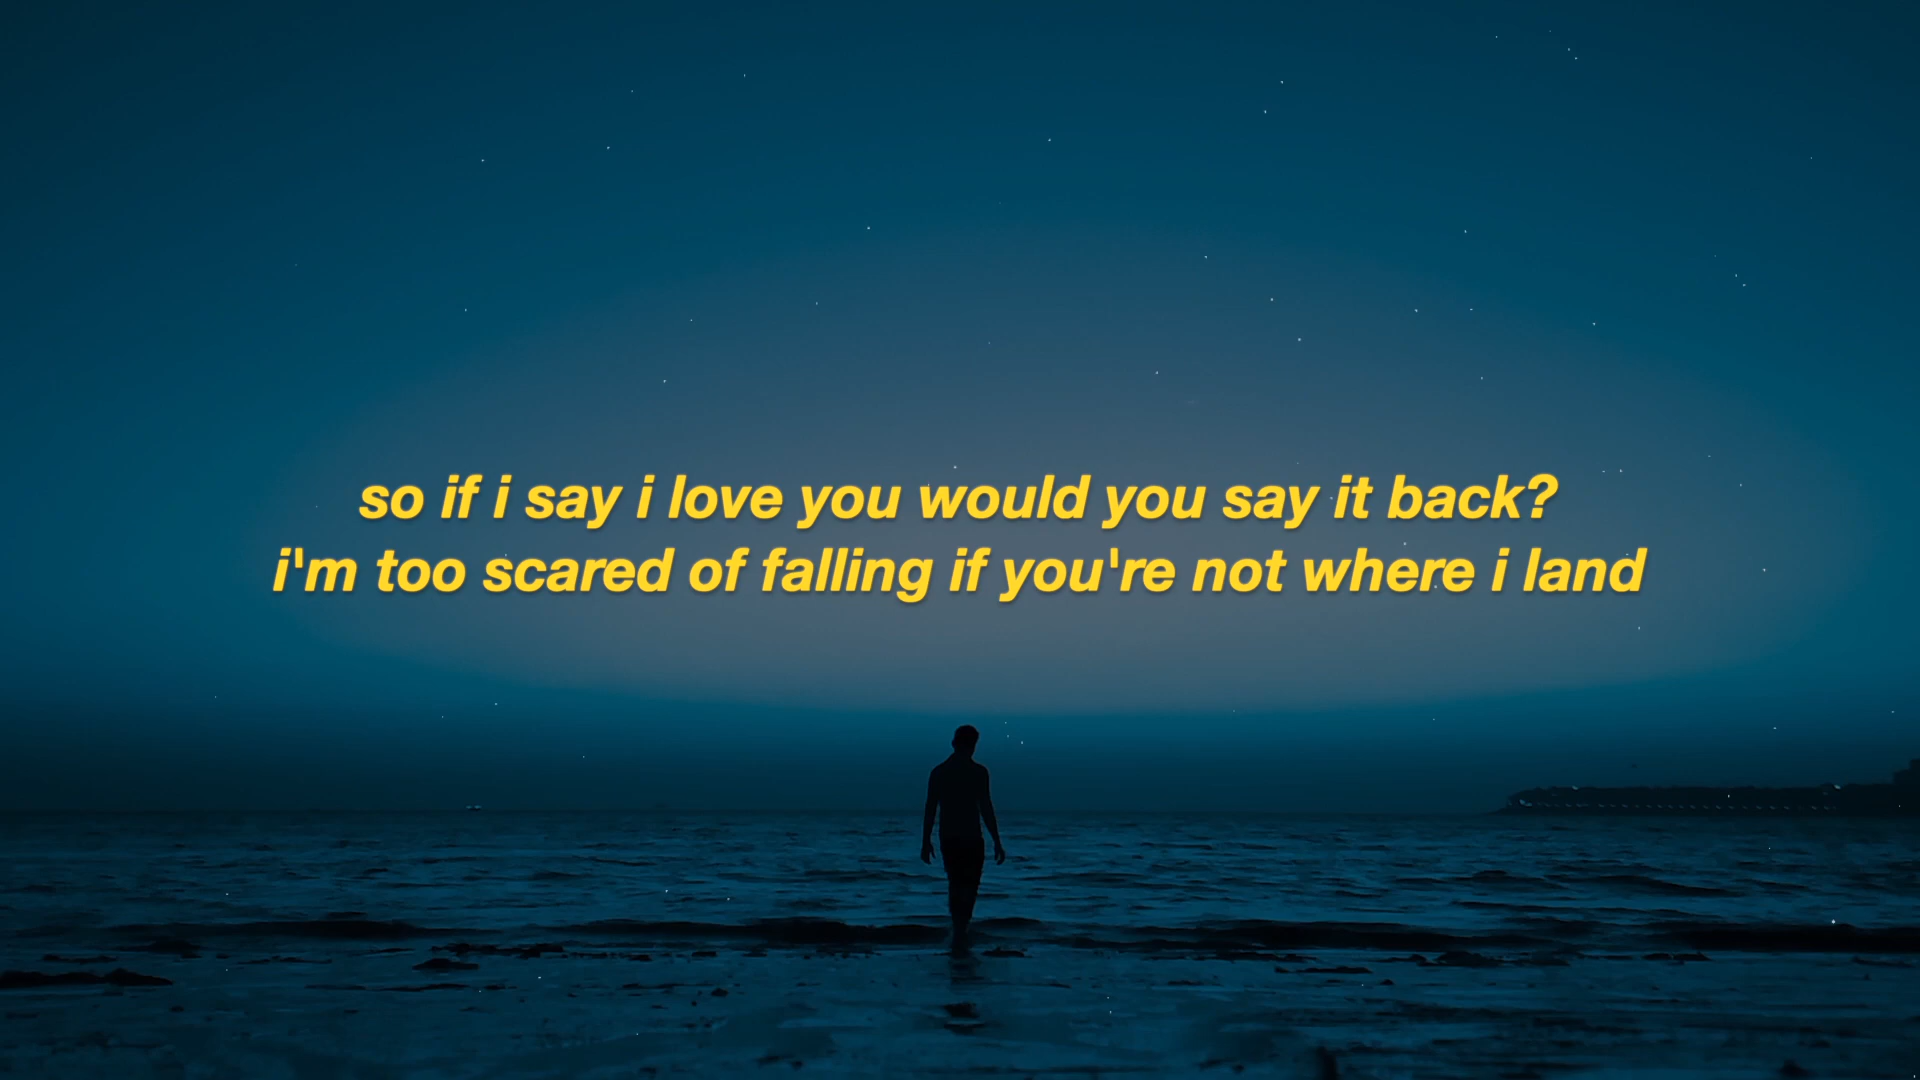 so if i say i love you would you say it back?
i'm too scared of falling if you're not where i land